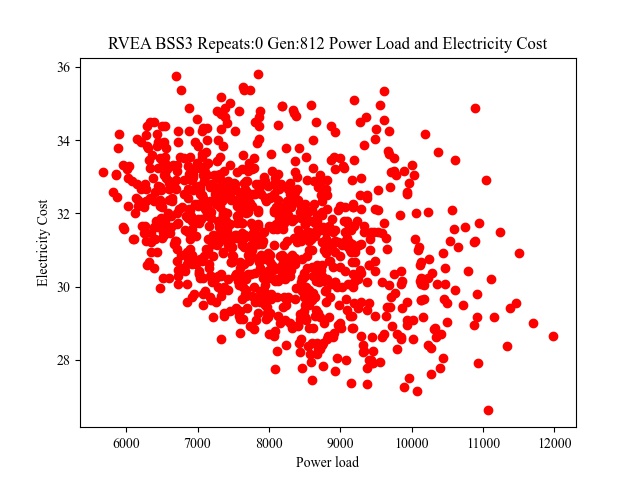 RVEA BSS3 Repeats:0 Gen:812 Power Load and Electricity Cost
36
34
32
30
28
Electricity Cost
6000 7000 8000 9000 10000 11000 12000
Power load